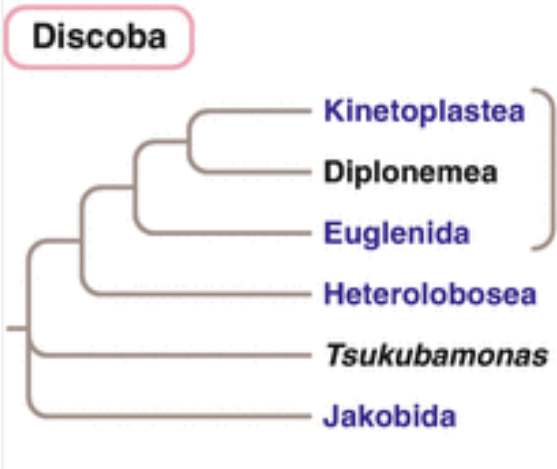 Discoba
Kinetoplastea
Diplonemea
Euglenida
Heterolobosea
Tsukubamonas
Jakobida